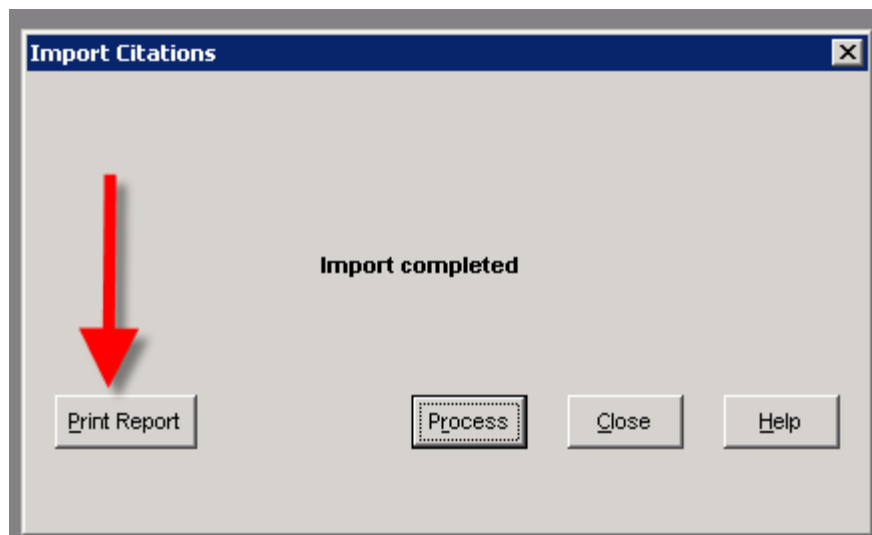 Import Citations
Import completed
Print Report
Process
Close
Help